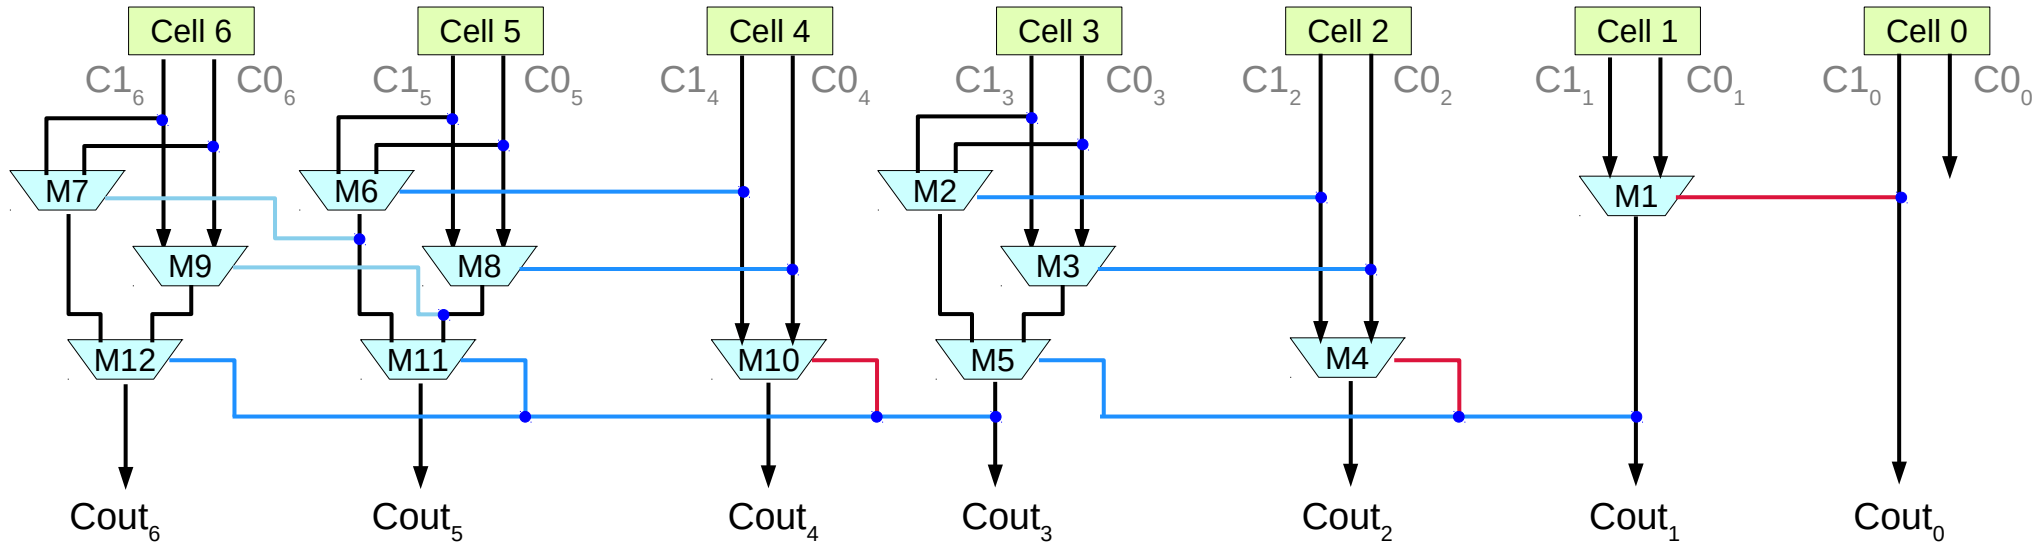 Cell 6 Cell 5 Cell 4 Cell 3 Cell 2 Cell 1 Cell 0
C1₆ C0₆ C1₅ C0₅ C1₄ C0₄ C1₃ C0₃ C1₂ C0₂ C1₁ C0₁ C1₀ C0₀
M7 M6 M2 M1
M9 M8 M3
M12 M11 M10 M5 M4
Cout₆ Cout₅ Cout₄ Cout₃ Cout₂ Cout₁ Cout₀